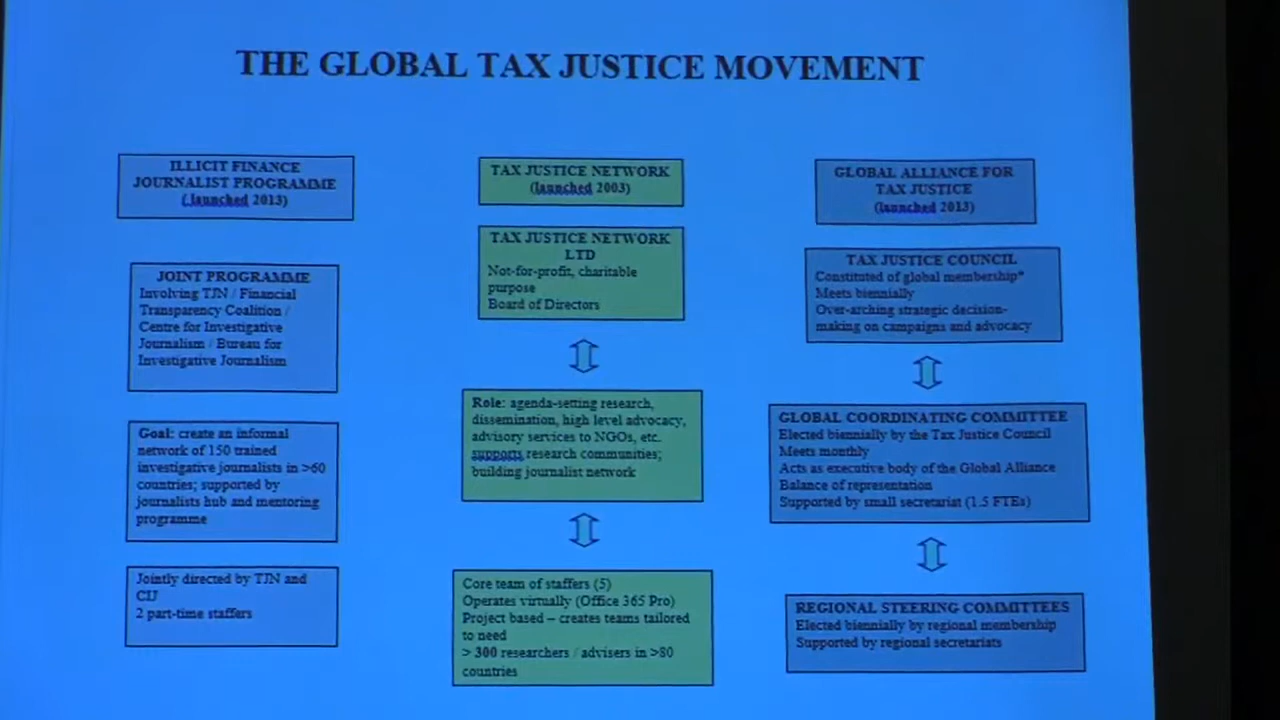 THE GLOBAL TAX JUSTICE MOVEMENT
ILLICIT FINANCE
JOURNALIST PROGRAMME
( launched 2013)
JOINT PROGRAMME
Involving TJN / Financial
Transparency Coalition /
Centre for Investigative
Journalism / Bureau for
Investigative Journalism
Goal: create an informal
network of 150 trained
investigative journalists in >60
countries; supported by
journalists hub and mentoring
programme
Jointly directed by TJN and
CIJ
2 part-time staffers
TAX JUSTICE NETWORK
(launched 2003)
TAX JUSTICE NETWORK
LTD
Not-for-profit, charitable
purpose
Board of Directors
Role: agenda-setting research,
dissemination, high level advocacy,
advisory services to NGOs, etc.
supports research communities;
building journalist network
Core team of staffers (5)
Operates virtually (Office 365 Pro)
Project based – creates teams tailored
to need
> 300 researchers / advisers in >80
countries
GLOBAL ALLIANCE FOR
TAX JUSTICE
(launched 2013)
TAX JUSTICE COUNCIL
Constituted of global membership*
Meets biennially
Over-arching strategic decision-
making on campaigns and advocacy
GLOBAL COORDINATING COMMITTEE
Elected biennially by the Tax Justice Council
Meets monthly
Acts as executive body of the Global Alliance
Balance of representation
Supported by small secretariat (1.5 FTEs)
REGIONAL STEERING COMMITTEES
Elected biennially by regional membership
Supported by regional secretariats